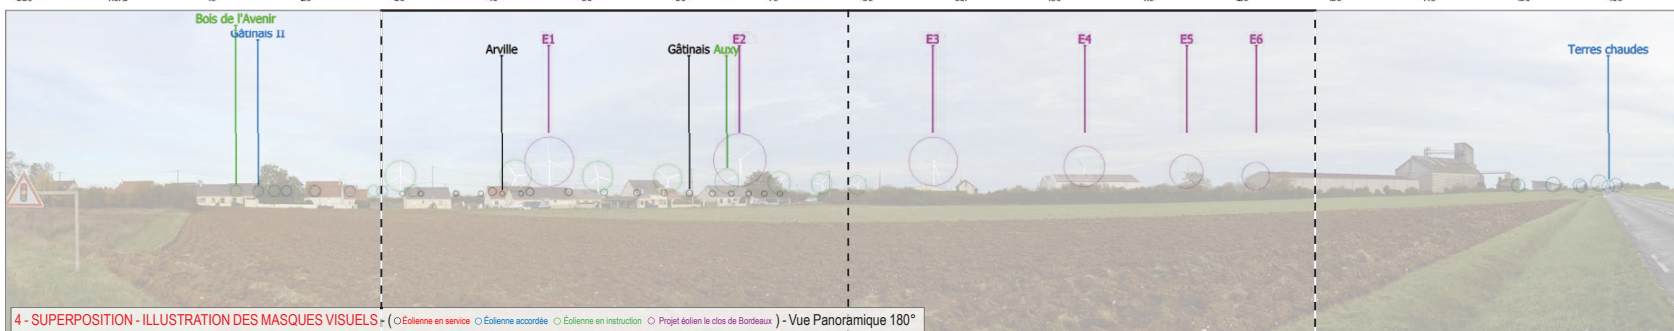 Bois de l'Avenir
Gâtinais II
Arville
E1
Gâtinais Auxy
E2
E3
E4
E5
E6
Terres chaudes
4 - SUPERPOSITION - ILLUSTRATION DES MASQUES VISUELS - ( Éolienne en service Éolienne accordée Éolienne en instruction Projet éolien le clos de Bordeaux ) - Vue Panoramique 180°